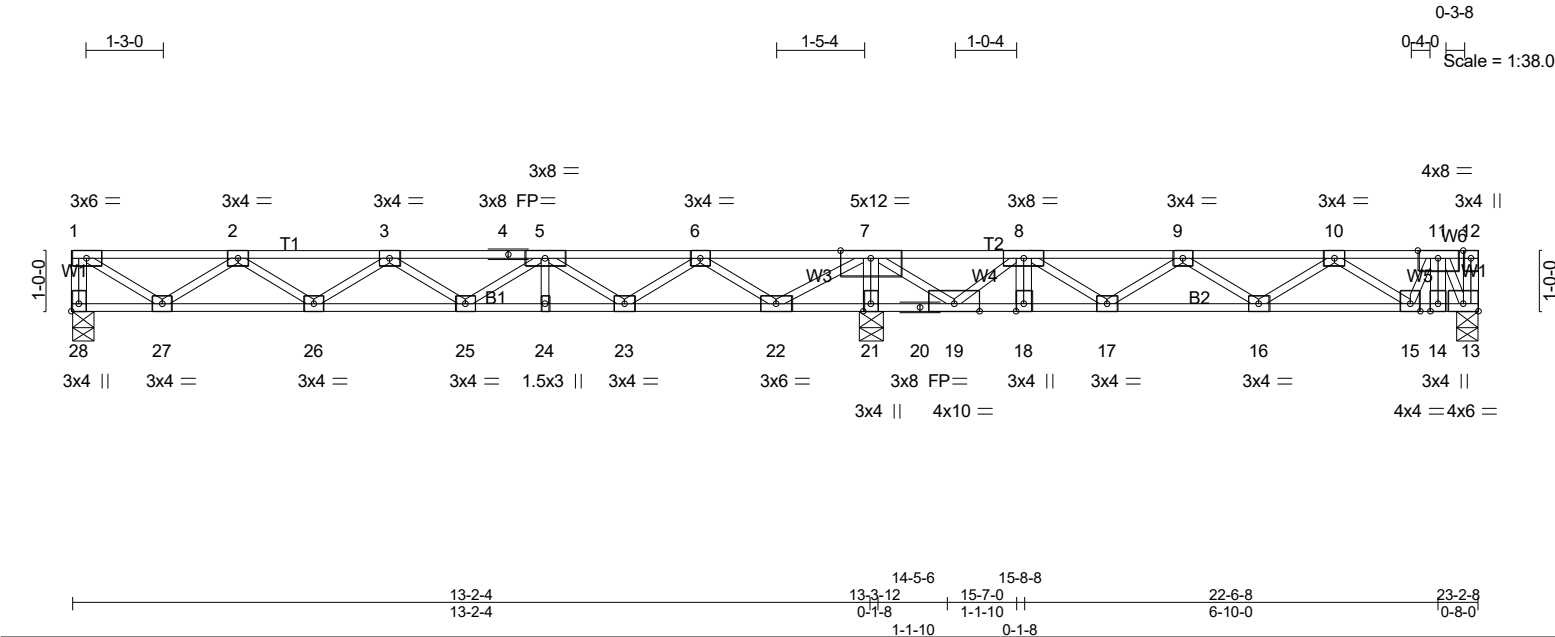 0-3-8
1-3-0 1-5-4 1-0-4 0-4-0
Scale = 1:38.0
3x8 = 4x8 =
3x6 = 3x4 = 3x4 = 3x8 FP= 3x4 = 5x12 = 3x8 = 3x4 = 3x4 = 3x4 ||
1 2 3 4 5 6 7 8 9 10 11 12
T1 T2 W6
1-0-0 W1 W3 W4 W5 W1 1-0-0
B1 B2
28 27 26 25 24 23 22 21 20 19 18 17 16 15 14 13
3x4 || 3x4 = 3x4 = 3x4 = 1.5x3 || 3x4 = 3x6 = 3x8 FP= 3x4 || 3x4 = 3x4 = 3x4 ||
3x4 || 4x10 = 4x4 = 4x6 =
14-5-6 15-8-8
13-2-4 13-3-12 15-7-0 22-6-8 23-2-8
13-2-4 0-1-8 1-1-10 6-10-0 0-8-0
1-1-10 0-1-8